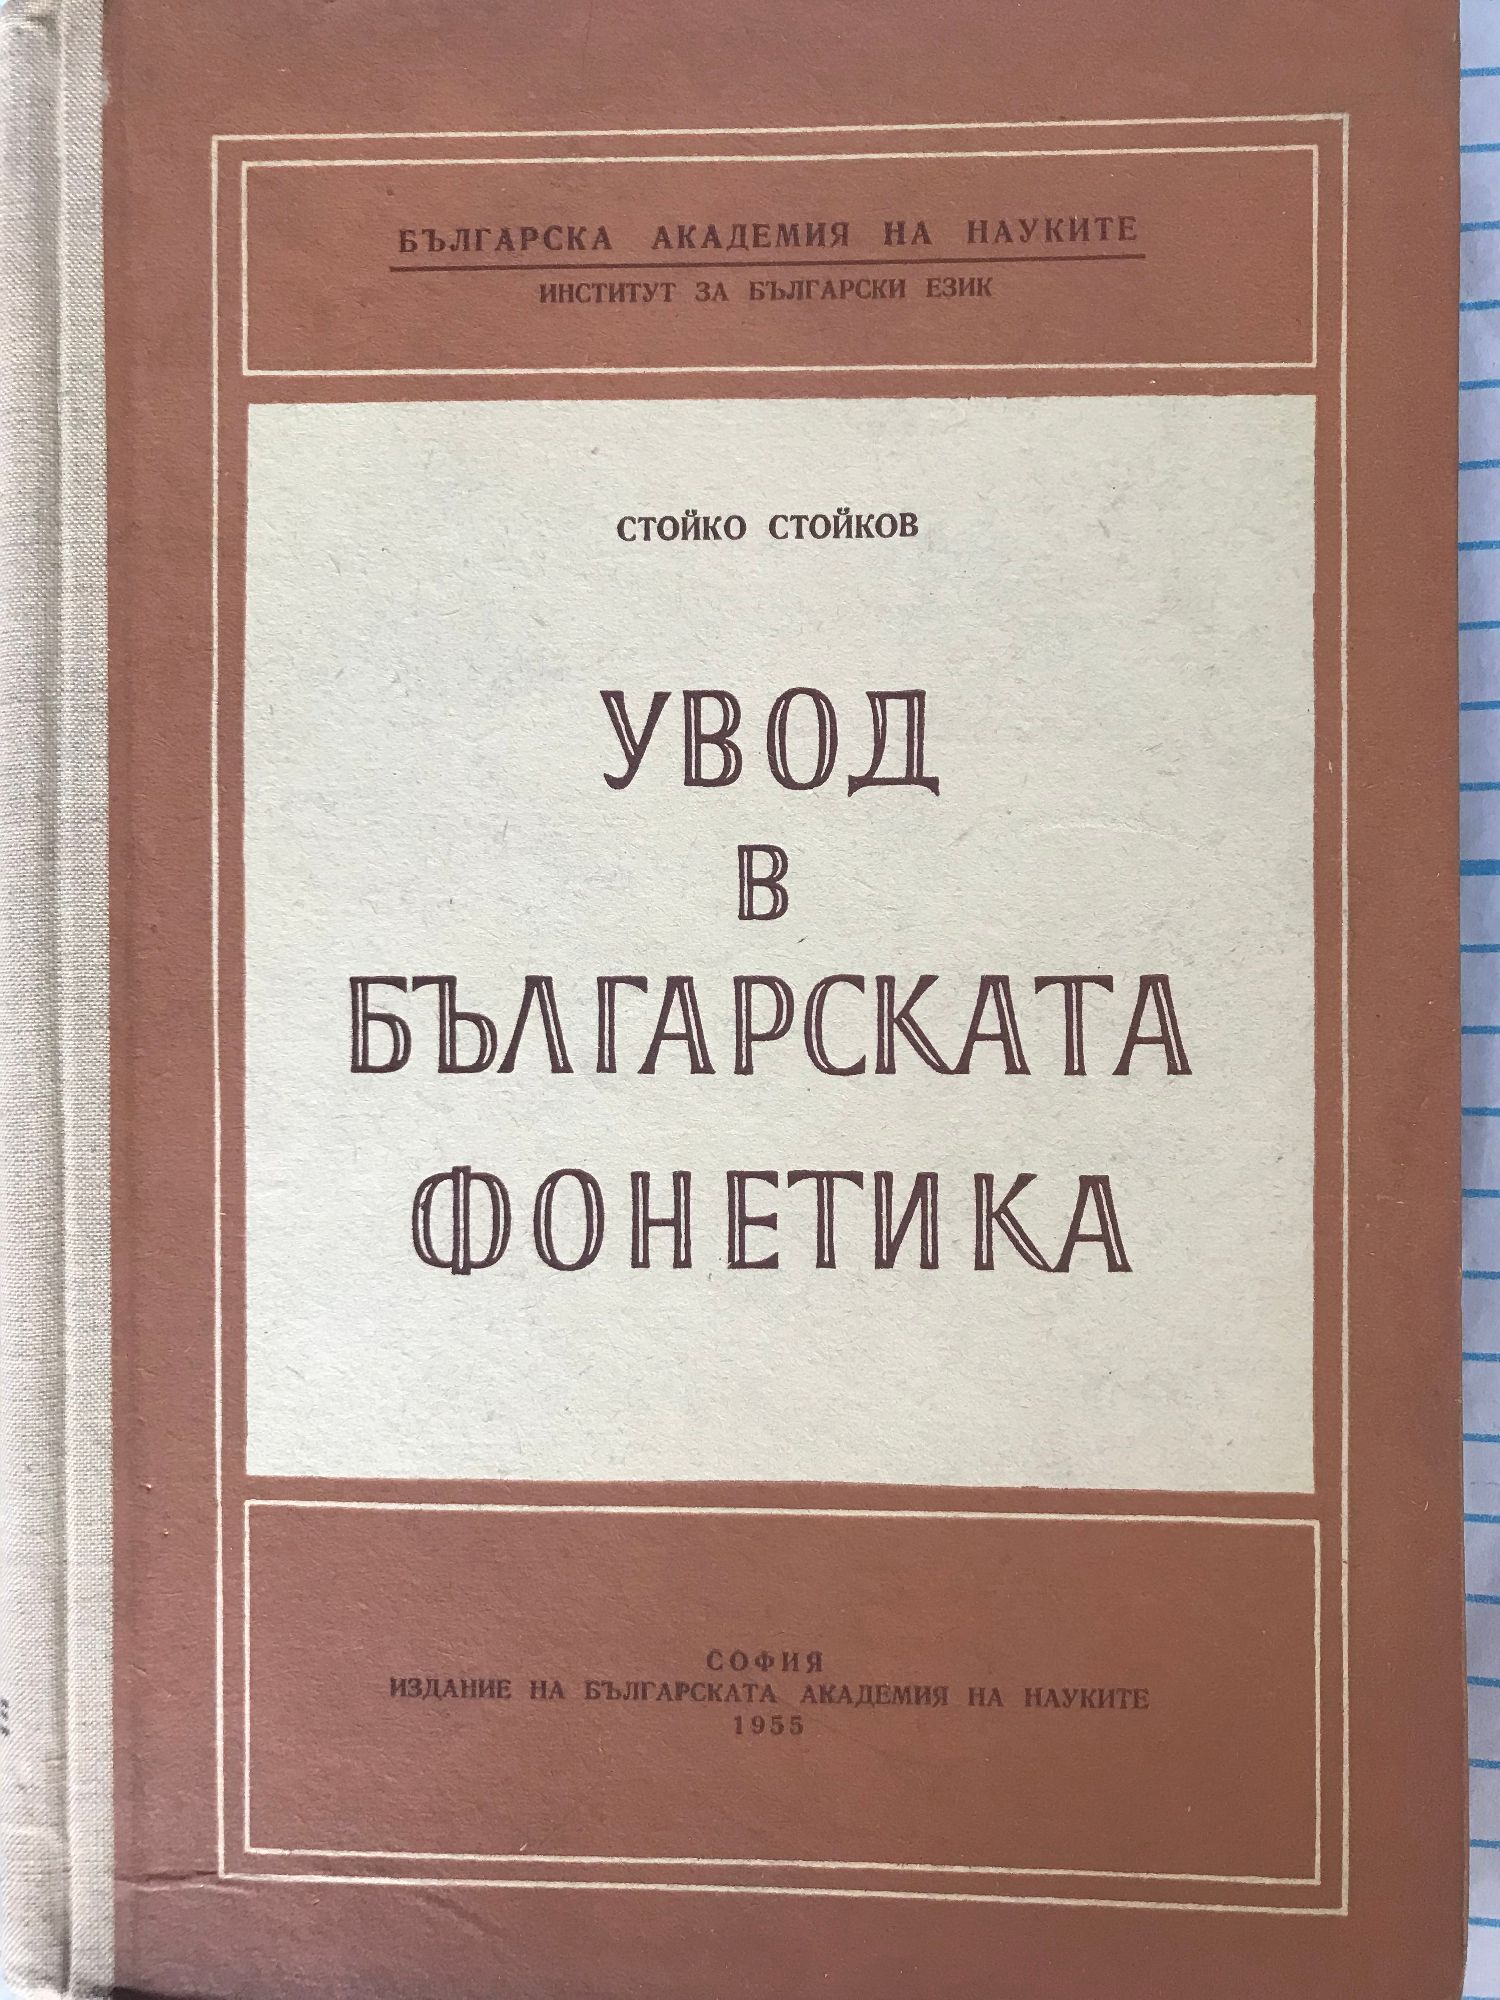 БЪЛГАРСКА АКАДЕМИЯ НА НАУКИТЕ
ИНСТИТУТ ЗА БЪЛГАРСКИ ЕЗИК
СТОЙКО СТОЙКОВ
УВОД
В
БЪЛГАРСКАТА
ФОНЕТИКА
СОФИЯ
ИЗДАНИЕ НА БЪЛГАРСКАТА АКАДЕМИЯ НА НАУКИТЕ
1955